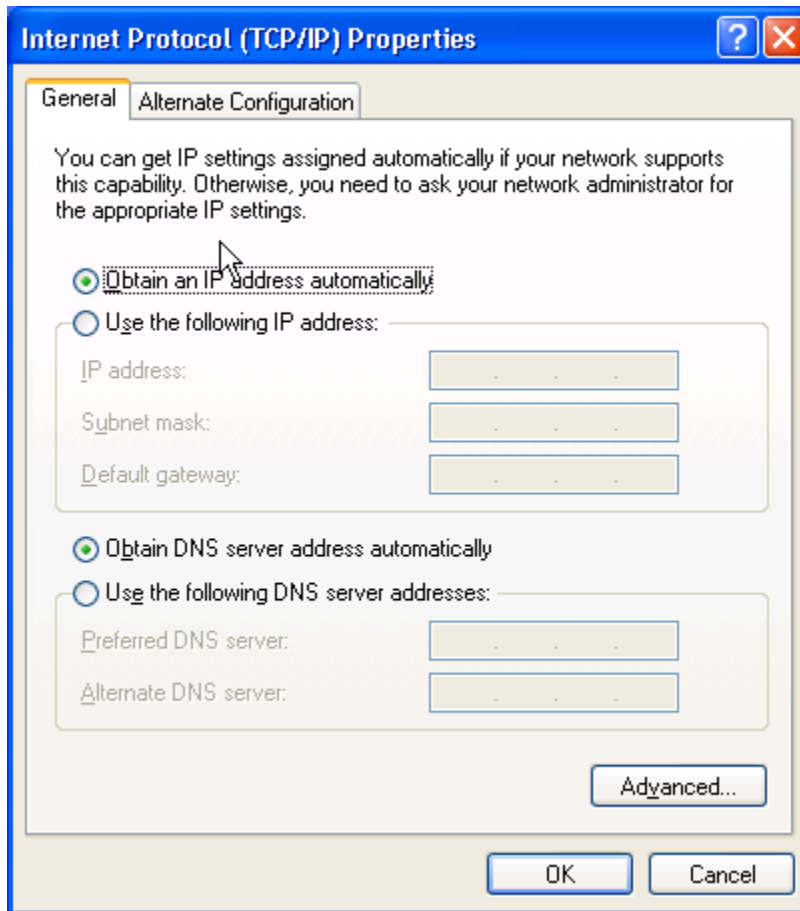 Internet Protocol (TCP/IP) Properties
General
Alternate Configuration
You can get IP settings assigned automatically if your network supports
this capability. Otherwise, you need to ask your network administrator for
the appropriate IP settings.
Obtain an IP address automatically
Use the following IP address:
IP address:
Subnet mask:
Default gateway:
Obtain DNS server address automatically
Use the following DNS server addresses:
Preferred DNS server:
Alternate DNS server:
Advanced...
OK
Cancel